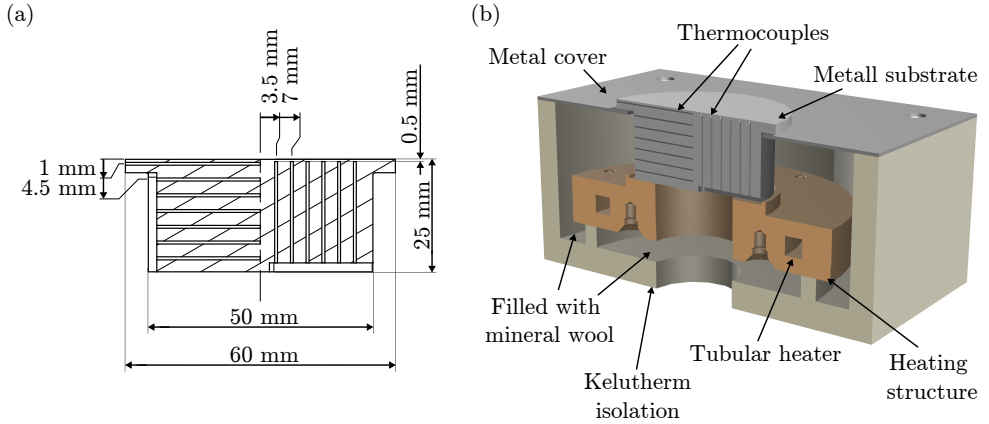 (a)
3.5 mm
7 mm
0.5 mm
1 mm
4.5 mm
25 mm
50 mm
60 mm
(b)
Thermocouples
Metal cover
Metall substrate
Filled with
mineral wool
Kelutherm
isolation
Tubular heater
Heating
structure